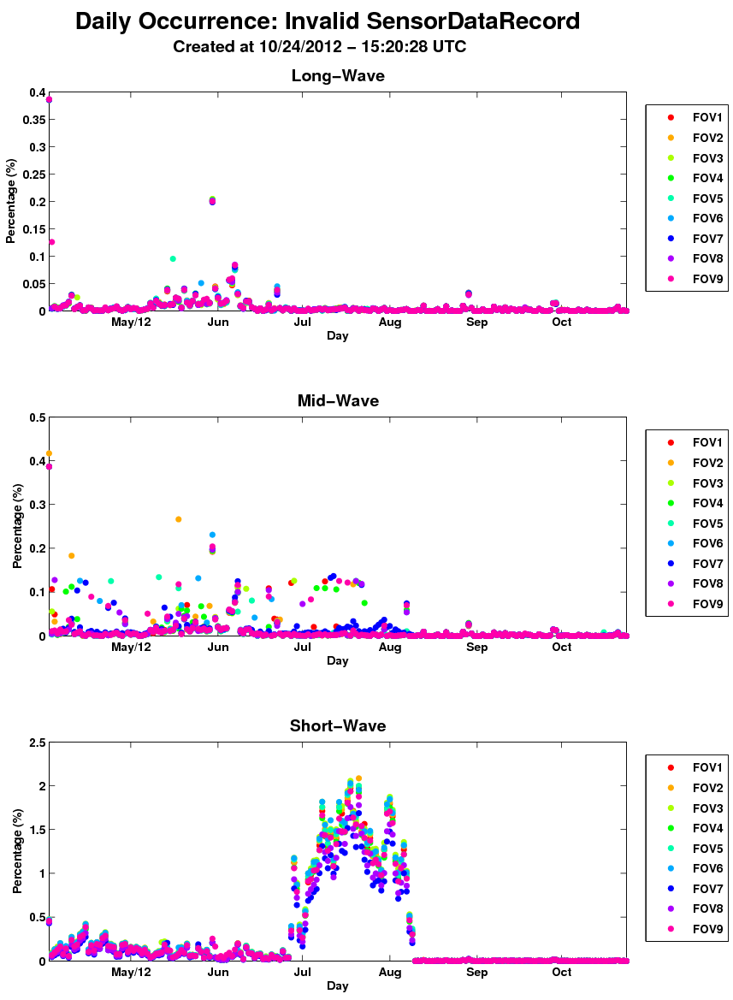 Daily Occurrence: Invalid SensorDataRecord
Created at 10/24/2012 − 15:20:28 UTC
Long−Wave
Percentage (%)
0.4
0.35
0.3
0.25
0.2
0.15
0.1
0.05
0
May/12 Jun Jul Aug Sep Oct
Day
FOV1
FOV2
FOV3
FOV4
FOV5
FOV6
FOV7
FOV8
FOV9
Mid−Wave
Percentage (%)
0.5
0.4
0.3
0.2
0.1
0
May/12 Jun Jul Aug Sep Oct
Day
FOV1
FOV2
FOV3
FOV4
FOV5
FOV6
FOV7
FOV8
FOV9
Short−Wave
Percentage (%)
2.5
2
1.5
1
0.5
0
May/12 Jun Jul Aug Sep Oct
Day
FOV1
FOV2
FOV3
FOV4
FOV5
FOV6
FOV7
FOV8
FOV9